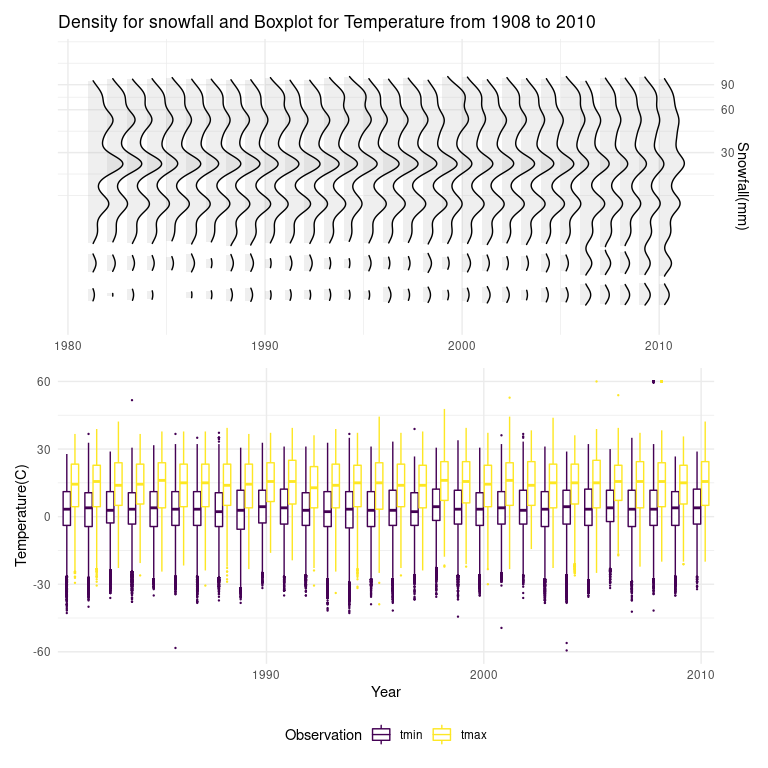 Density for snowfall and Boxplot for Temperature from 1908 to 2010
90
60
30
Snowfall(mm)
1980 1990 2000 2010
60
30
0
-30
-60
Temperature(C)
1990 2000 2010
Year
Observation tmin tmax